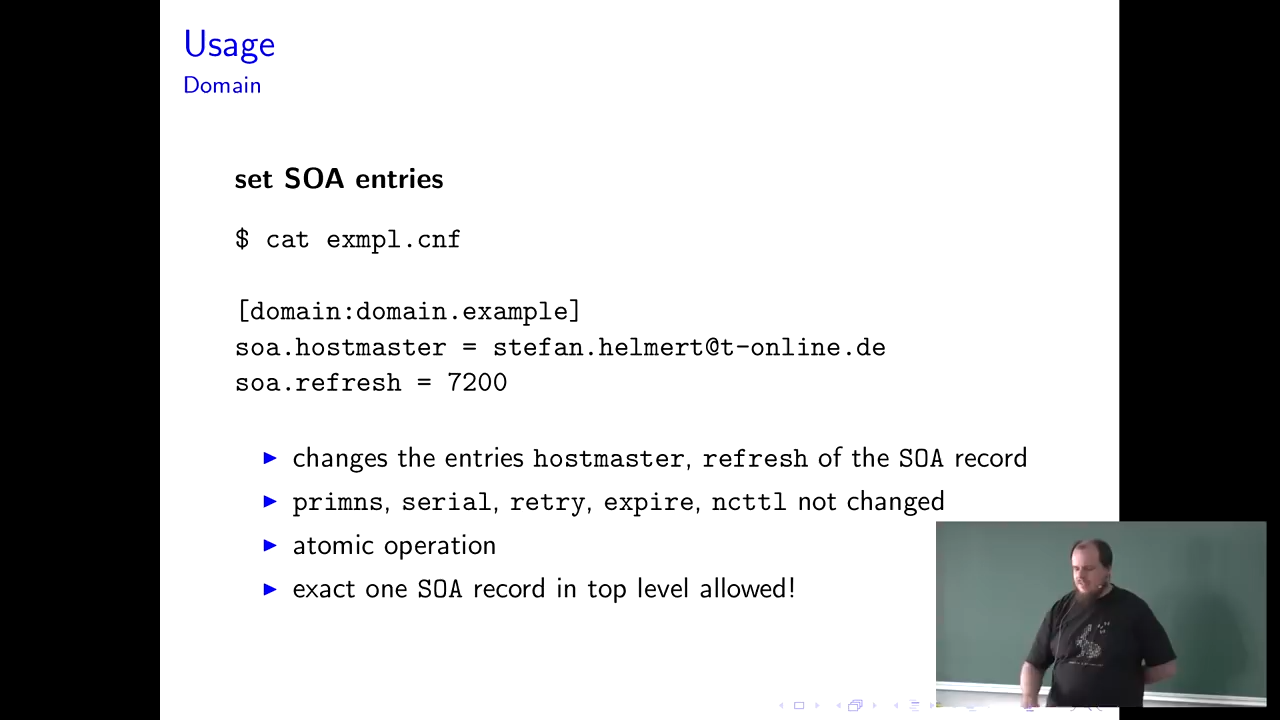 Usage
Domain
set SOA entries
$ cat exmpl.cnf
[domain:domain.example]
soa.hostmaster = stefan.helmert@t-online.de
soa.refresh = 7200
changes the entries hostmaster, refresh of the SOA record
primns, serial, retry, expire, ncttl not changed
atomic operation
exact one SOA record in top level allowed!